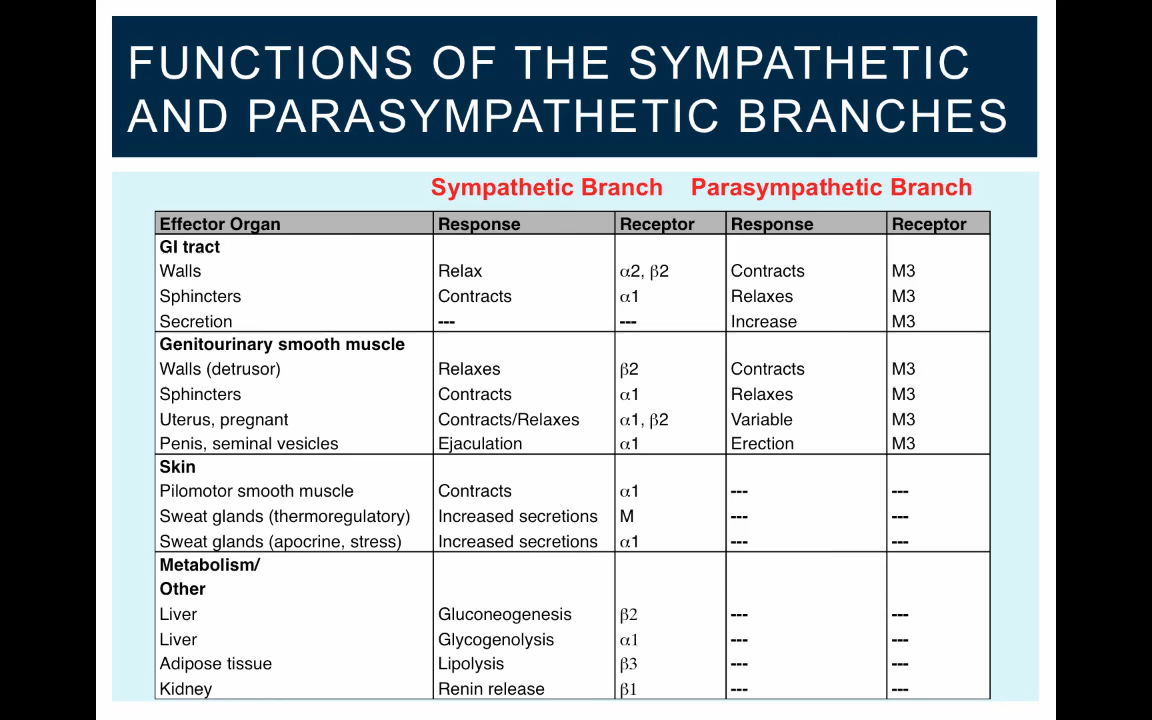 FUNCTIONS OF THE SYMPATHETIC
AND PARASYMPATHETIC BRANCHES
Sympathetic Branch Parasympathetic Branch
Effector Organ Response Receptor Response Receptor
GI tract
Walls Relax α2, β2 Contracts M3
Sphincters Contracts α1 Relaxes M3
Secretion --- --- Increase M3
Genitourinary smooth muscle
Walls (detrusor) Relaxes β2 Contracts M3
Sphincters Contracts α1 Relaxes M3
Uterus, pregnant Contracts/Relaxes α1, β2 Variable M3
Penis, seminal vesicles Ejaculation α1 Erection M3
Skin
Pilomotor smooth muscle Contracts α1 --- ---
Sweat glands (thermoregulatory) Increased secretions M --- ---
Sweat glands (apocrine, stress) Increased secretions α1 --- ---
Metabolism/
Other
Liver Gluconeogenesis β2 --- ---
Liver Glycogenolysis α1 --- ---
Adipose tissue Lipolysis β3 --- ---
Kidney Renin release β1 --- ---